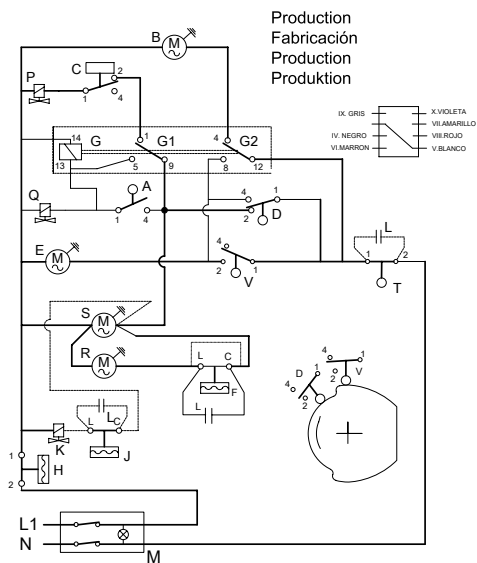 Production
Fabricación
Production
Produktion
B
M
P
C
2
1
4
IX. GRIS
X.VIOLETA
VII.AMARILLO
IV. NEGRO
VIII.ROJO
VI.MARRON
V.BLANCO
14
G
1
G1
4
G2
13
5
9
8
12
Q
A
1
4
4
1
2
D
E
M
2
V
4
1
L
1
2
T
S
M
R
M
L
C
F
L
4
1
V
2
D
1
4
2
L
L
C
K
J
1
H
2
L1
N
M